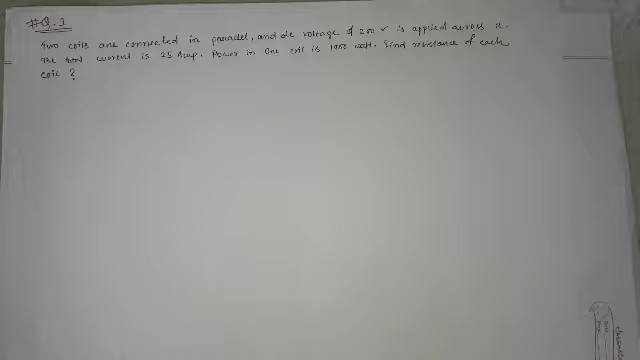 #Q.1
Two coils are connected in parallel, and dc voltage of 200 v is applied across it.
The total current is 25 Amp. Power in One coil is watt. Find resistance of each
coil ?